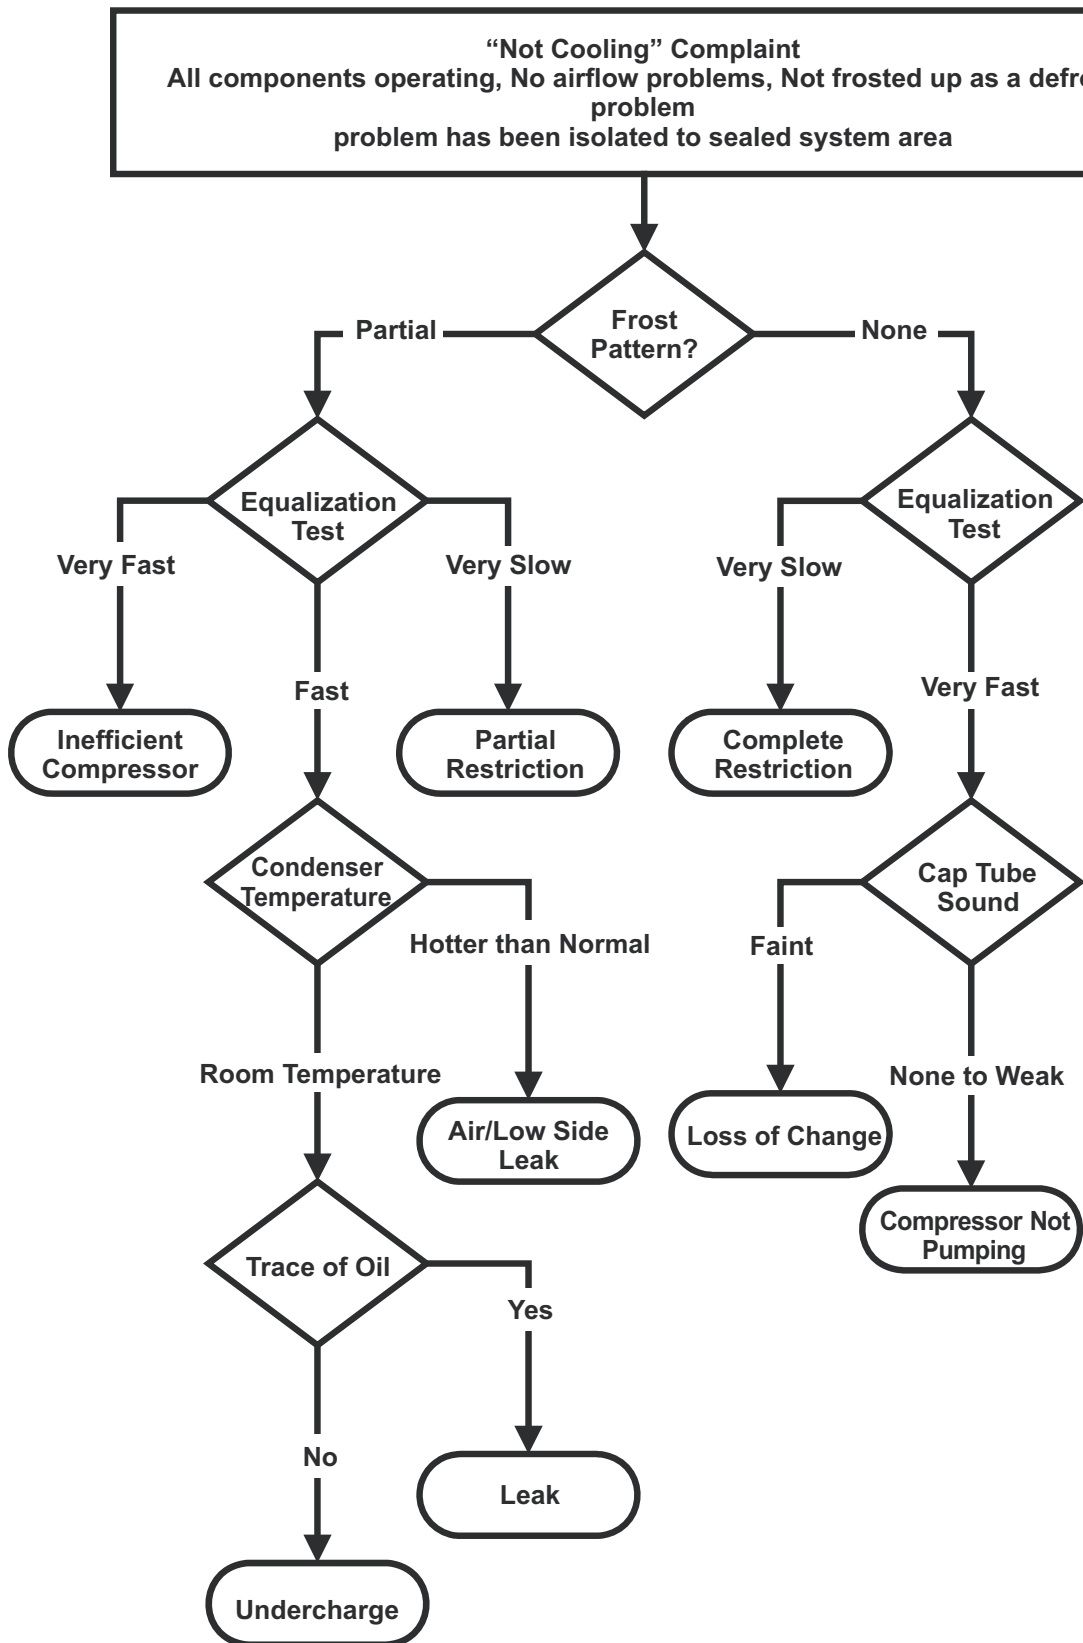 “Not Cooling” Complaint
All components operating, No airflow problems, Not frosted up as a
problem
problem has been isolated to sealed system area
Frost
Pattern?
Partial
None
Equalization
Test
Equalization
Test
Very Fast
Very Slow
Very Slow
Fast
Very Fast
Inefficient
Compressor
Partial
Restriction
Complete
Restriction
Condenser
Temperature
Cap Tube
Sound
Hotter than Normal
Faint
Room Temperature
None to Weak
Air/Low Side
Leak
Loss of Change
Compressor Not
Pumping
Trace of Oil
Yes
No
Leak
Undercharge